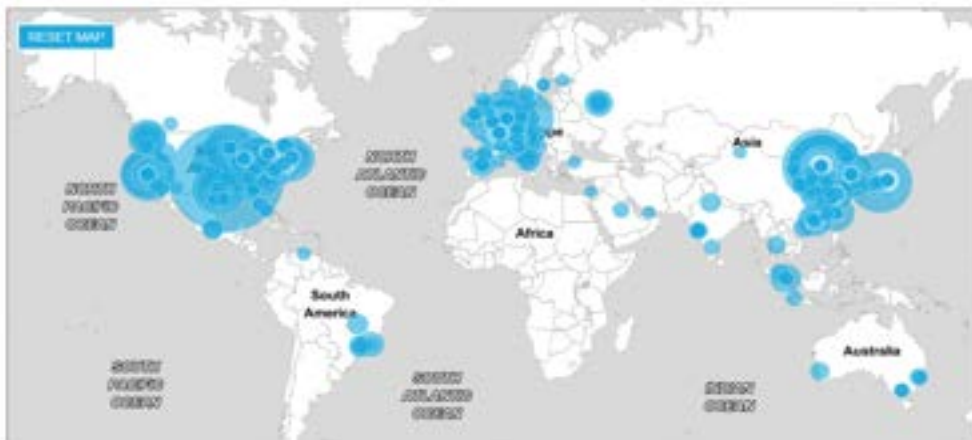 RESET MAP
NORTH
ATLANTIC
OCEAN
Asia
NORTH
PACIFIC
OCEAN
Africa
South
America
Australia
SOUTH
PACIFIC
OCEAN
SOUTH
ATLANTIC
OCEAN
INDIAN
OCEAN